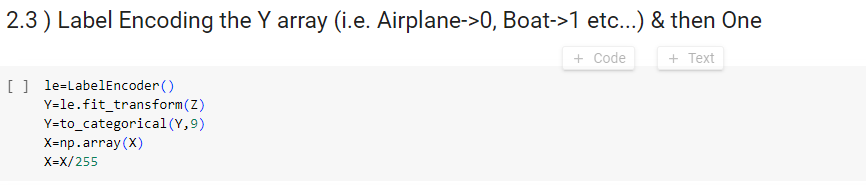 2.3 ) Label Encoding the Y array (i.e. Airplane->0, Boat->1 etc...) & then One
+ Code + Text
[ ] le=LabelEncoder()
Y=le.fit_transform(Z)
Y=to_categorical(Y,9)
X=np.array(X)
X=X/255